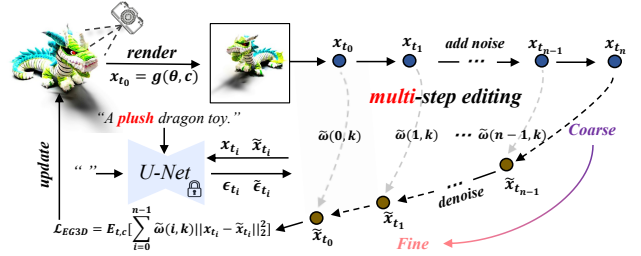 render
x_{t_0} = g(θ, c)
x_{t_0}
x_{t_1}
add noise
...
x_{t_{n-1}}
x_{t_n}
multi-step editing
"A plush dragon toy."
ω̃(0, k)
ω̃(1, k)
... ω̃(n − 1, k)
Coarse
x_{t_i} x̃_{t_i}
" "
U-Net
ϵ_{t_i} ϵ̃_{t_i}
update
x̃_{t_{n-1}}
...
denoise
x̃_{t_1}
x̃_{t_0}
Fine
ℒ_{EG3D} = E_{t,c}[∑_{i=0}^{n-1} ω̃(i, k)||x_{t_i} − x̃_{t_i}||_2^2]